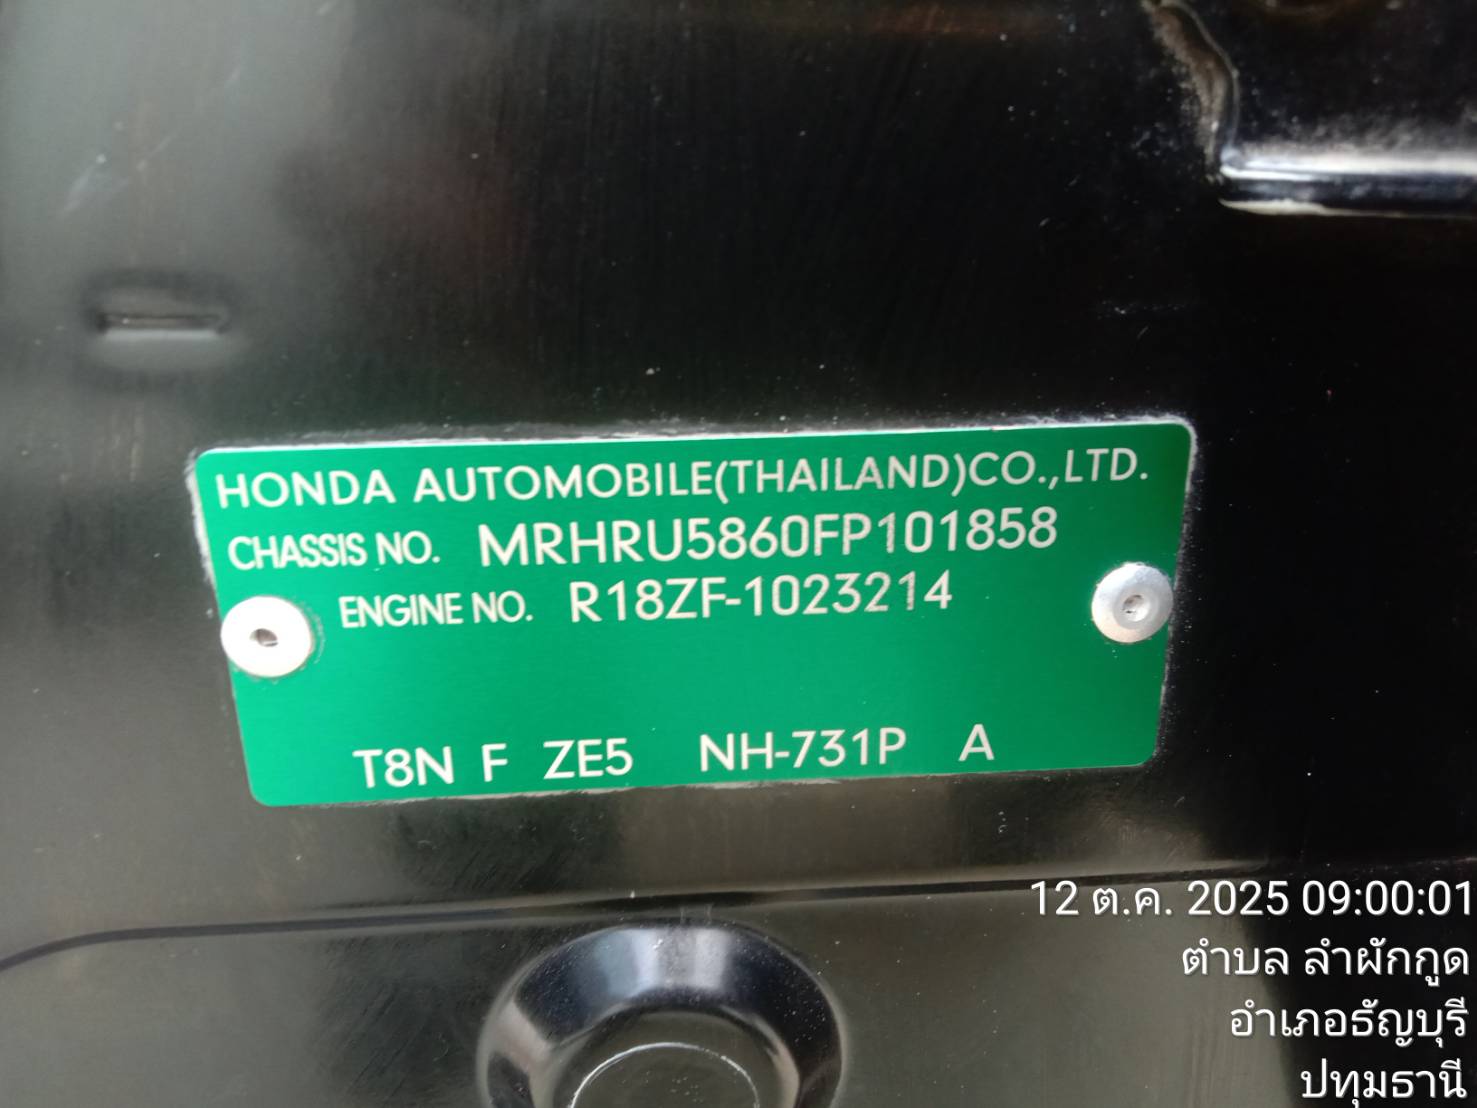 HONDA AUTOMOBILE(THAILAND)CO.,LTD.
CHASSIS NO. MRHRU5860FP101858
ENGINE NO. R18ZF-1023214
T8N F ZE5 NH-731P A
12 ต.ค. 2025 09:00:01
ตำบล ลำผักกูด
อำเภอธัญบุรี
ปทุมธานี